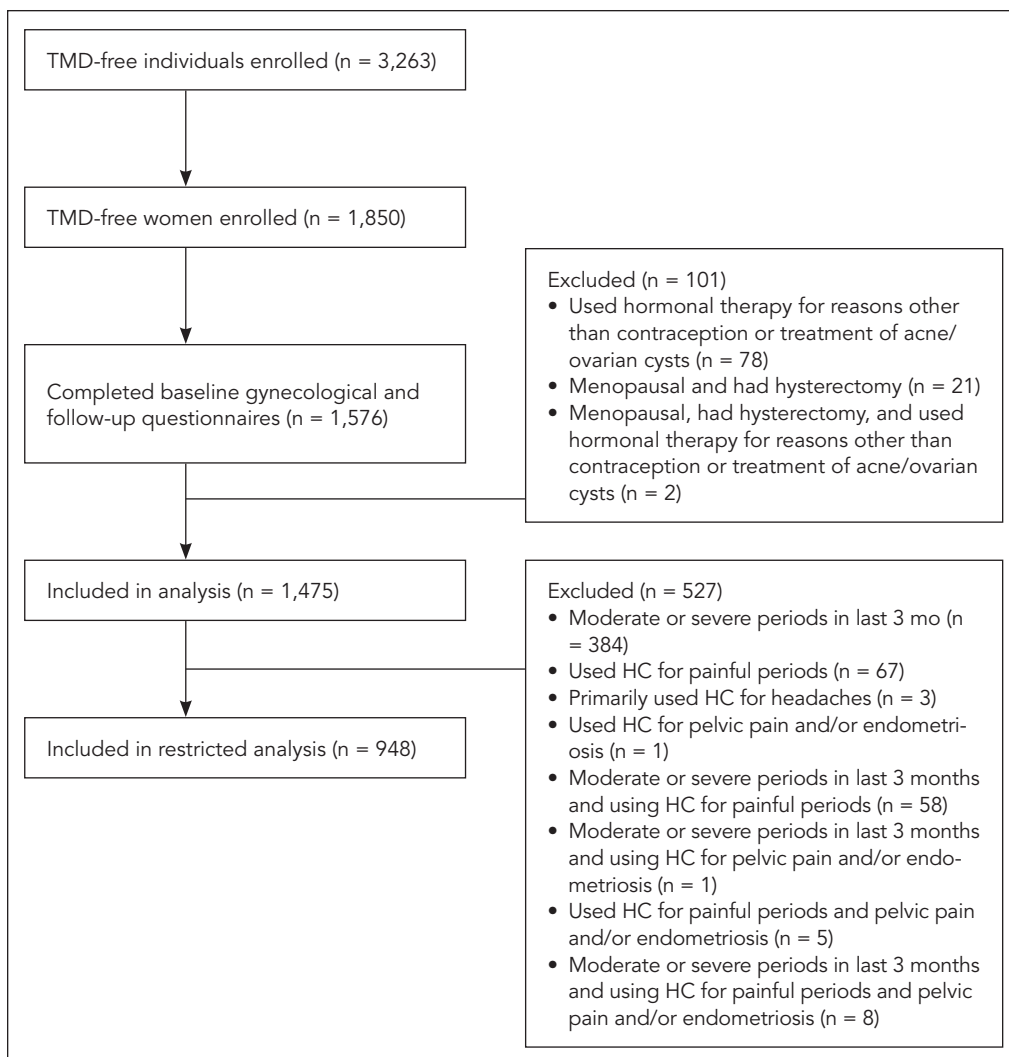 TMD-free individuals enrolled (n = 3,263)
TMD-free women enrolled (n = 1,850)
Completed baseline gynecological and
follow-up questionnaires (n = 1,576)
Excluded (n = 101)
• Used hormonal therapy for reasons other
than contraception or treatment of acne/
ovarian cysts (n = 78)
• Menopausal and had hysterectomy (n = 21)
• Menopausal, had hysterectomy, and used
hormonal therapy for reasons other than
contraception or treatment of acne/ovarian
cysts (n = 2)
Included in analysis (n = 1,475)
Excluded (n = 527)
• Moderate or severe periods in last 3 mo (n
= 384)
• Used HC for painful periods (n = 67)
• Primarily used HC for headaches (n = 3)
• Used HC for pelvic pain and/or endometri-
osis (n = 1)
• Moderate or severe periods in last 3 months
and using HC for painful periods (n = 58)
• Moderate or severe periods in last 3 months
and using HC for pelvic pain and/or endo-
metriosis (n = 1)
• Used HC for painful periods and pelvic pain
and/or endometriosis (n = 5)
• Moderate or severe periods in last 3 months
and using HC for painful periods and pelvic
pain and/or endometriosis (n = 8)
Included in restricted analysis (n = 948)